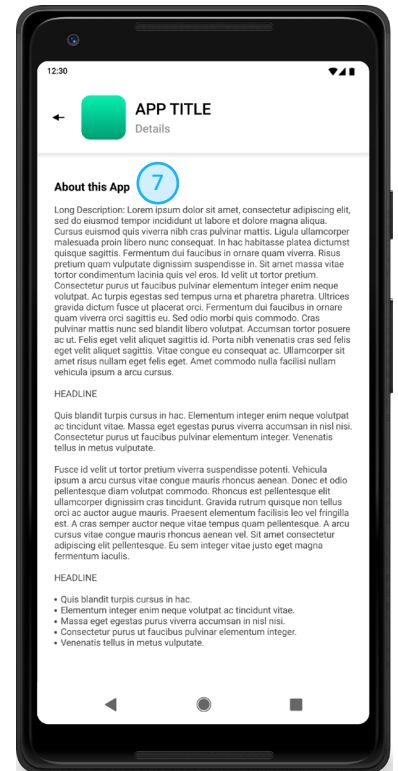 12:30
APP TITLE
Details
About this App
7
Long Description: Lorem ipsum dolor sit amet, consectetur adipiscing elit,
sed do eiusmod tempor incididunt ut labore et dolore magna aliqua.
Cursus euismod quis viverra nibh cras pulvinar mattis. Ligula ullamcorper
malesuada proin libero nunc consequat. In hac habitasse platea dictumst
quisque sagittis. Fermentum dui faucibus in ornare quam viverra. Risus
pretium quam vulputate dignissim suspendisse in. Sit amet massa vitae
tortor condimentum lacinia quis vel eros. Id velit ut tortor pretium.
Consectetur purus ut faucibus pulvinar elementum integer enim neque
volutpat. Ac turpis egestas sed tempus urna et pharetra pharetra. Ultrices
gravida dictum fusce ut placerat orci. Fermentum dui faucibus in ornare
quam viverra orci sagittis eu. Sed odio morbi quis commodo. Cras
pulvinar mattis nunc sed blandit libero volutpat. Accumsan tortor posuere
ac ut. Felis eget velit aliquet sagittis id. Porta nibh venenatis cras sed felis
eget velit aliquet sagittis. Vitae congue eu consequat ac. Ullamcorper sit
amet risus nullam eget felis eget. Amet commodo nulla facilisi nullam
vehicula ipsum a arcu cursus.
HEADLINE
Quis blandit turpis cursus in hac. Elementum integer enim neque volutpat
ac tincidunt vitae. Massa eget egestas purus viverra accumsan in nisl nisi.
Consectetur purus ut faucibus pulvinar elementum integer. Venenatis
tellus in metus vulputate.
Fusce id velit ut tortor pretium viverra suspendisse potenti. Vehicula
ipsum a arcu cursus vitae congue mauris rhoncus aenean. Donec et odio
pellentesque diam volutpat commodo. Rhoncus est pellentesque elit
ullamcorper dignissim cras tincidunt. Gravida rutrum quisque non tellus
orci ac auctor augue mauris. Praesent elementum facilisis leo vel fringilla
est. A cras semper auctor neque vitae tempus quam pellentesque. A arcu
cursus vitae congue mauris rhoncus aenean vel. Sit amet consectetur
adipiscing elit pellentesque. Eu sem integer vitae justo eget magna
fermentum iaculis.
HEADLINE
• Quis blandit turpis cursus in hac.
• Elementum integer enim neque volutpat ac tincidunt vitae.
• Massa eget egestas purus viverra accumsan in nisl nisi.
• Consectetur purus ut faucibus pulvinar elementum integer.
• Venenatis tellus in metus vulputate.